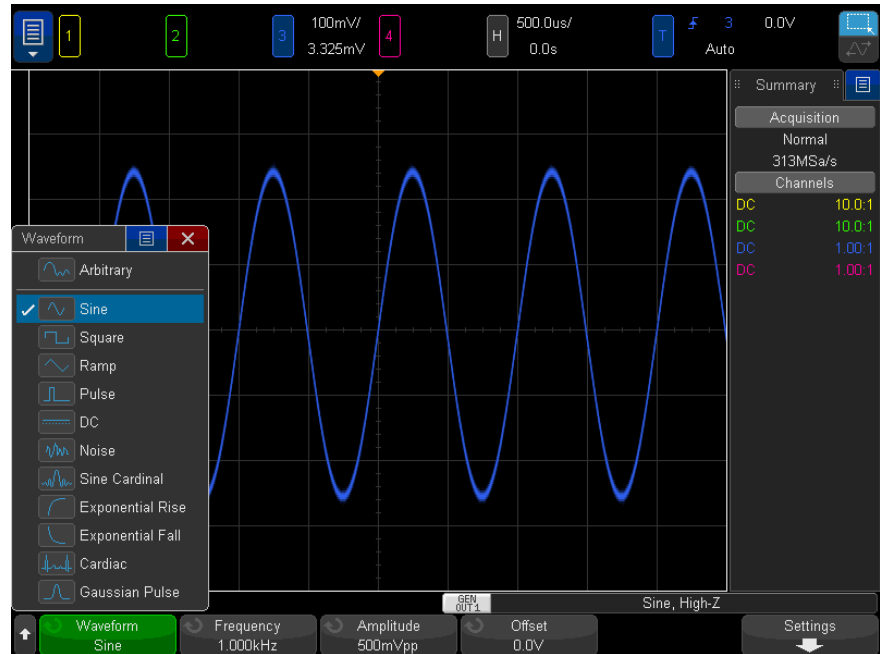 1 2 3 100mV/ 4 H 500.0us/ T 3 0.0V
3.325mV 0.0s Auto
Summary
Acquisition
Normal
313MSa/s
Channels
DC 10.0:1
DC 10.0:1
DC 1.00:1
DC 1.00:1
Waveform
Arbitrary
Sine
Square
Ramp
Pulse
DC
Noise
Sine Cardinal
Exponential Rise
Exponential Fall
Cardiac
Gaussian Pulse
GEN
OUT1
Sine, High-Z
Waveform Frequency Amplitude Offset Settings
Sine 1.000kHz 500mVpp 0.0V